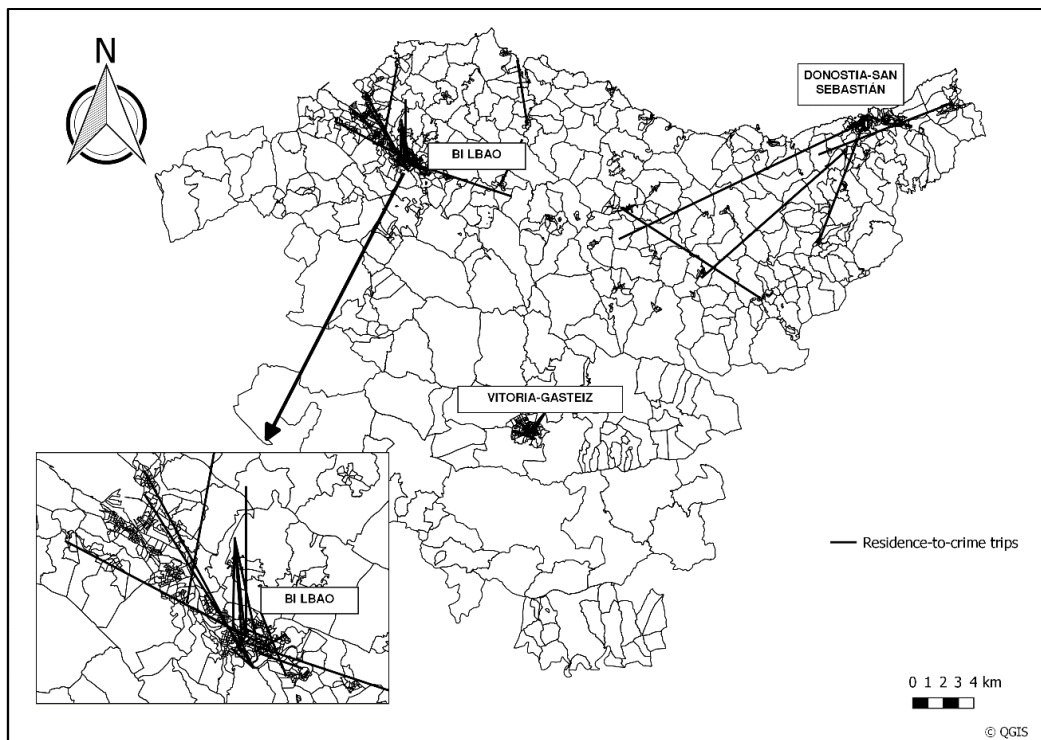 N
DONOSTIA-SAN
SEBASTIÁN
BI LBAO
VITORIA-GASTEIZ
BI LBAO
Residence-to-crime trips
0 1 2 3 4 km
© QGIS